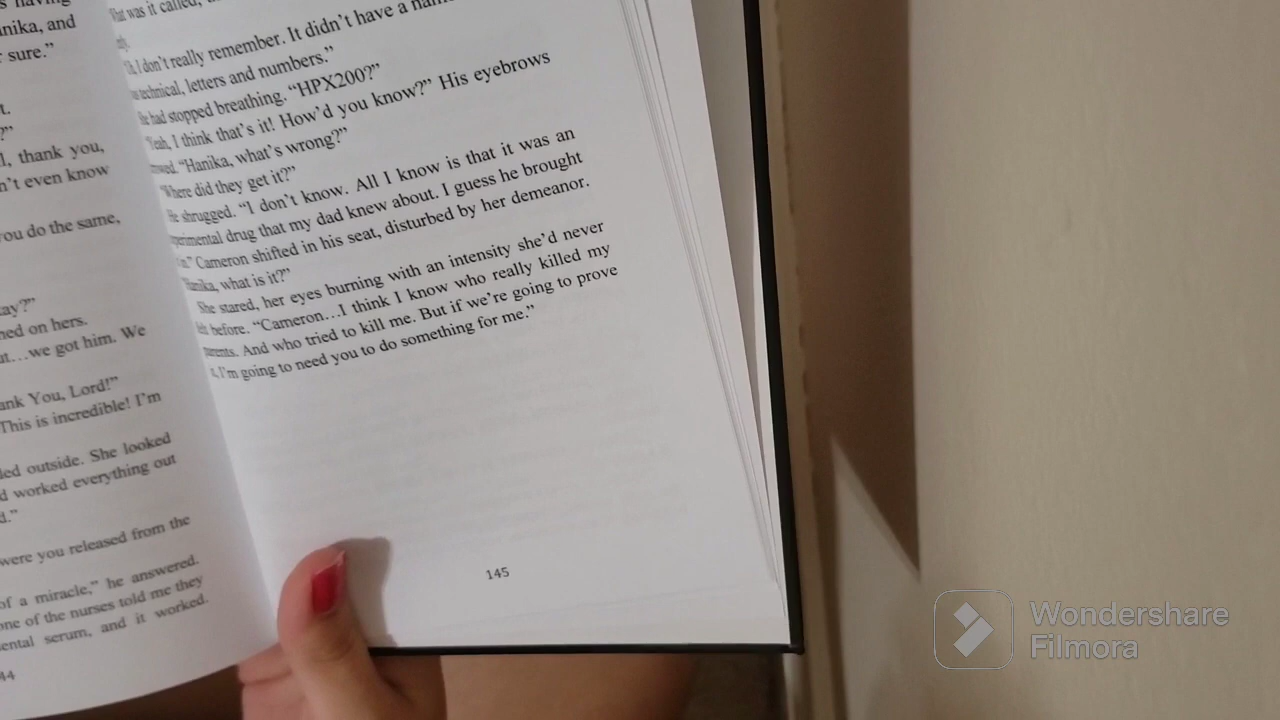 s having
nika, and
r sure.”
t.
?”
l, thank you,
n’t even know
you do the same,
kay?”
ned on hers.
ut…we got him. We
ank You, Lord!”
This is incredible! I’m
led outside. She looked
d worked everything out
d.”
were you released from the
of a miracle,” he answered.
one of the nurses told me they
ental serum, and it worked.
44
What was it called,
I don’t really remember. It didn’t have a
technical, letters and numbers.”
He had stopped breathing. “HPX200?”
“Yeah, I think that’s it! How’d you know?” His eyebrows
“Hanika, what’s wrong?”
“Where did they get it?”
He shrugged. “I don’t know. All I know is that it was an
perimental drug that my dad knew about. I guess he brought
Cameron shifted in his seat, disturbed by her demeanor.
“Hanika, what is it?”
She stared, her eyes burning with an intensity she’d never
before. “Cameron…I think I know who really killed my
parents. And who tried to kill me. But if we’re going to prove
I’m going to need you to do something for me.”
145
Wondershare
Filmora